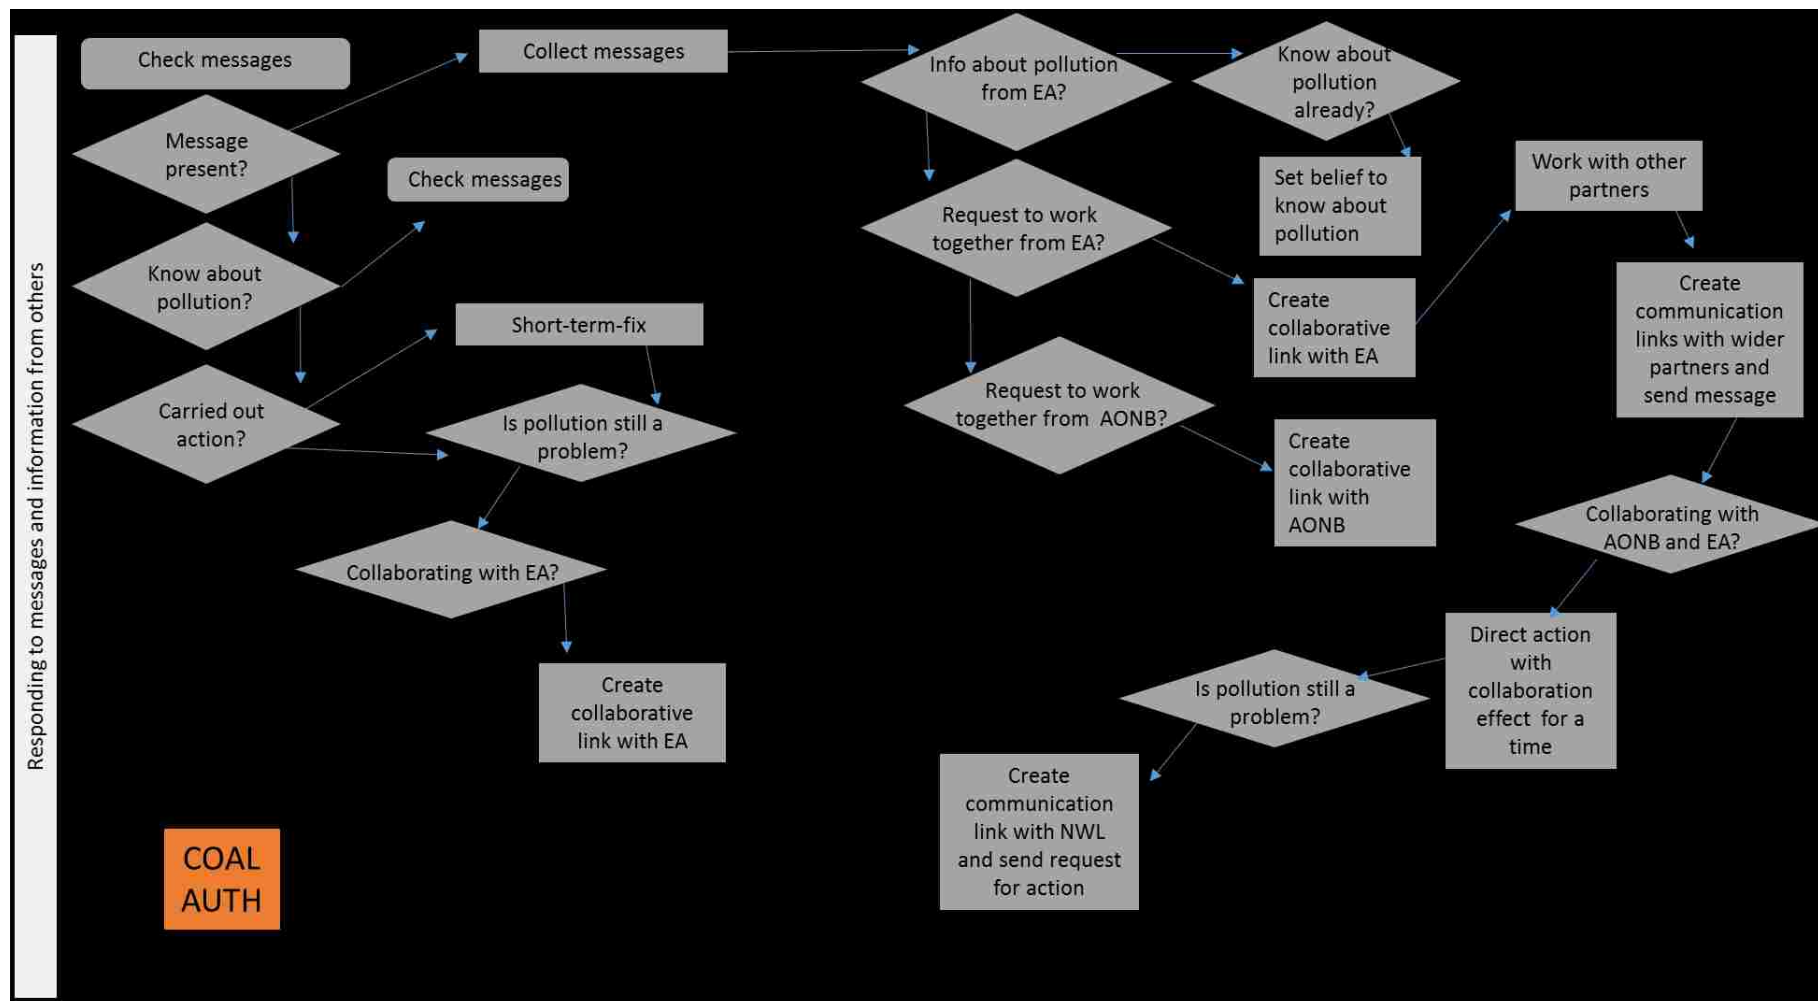 Responding to messages and information from others
Check messages
Message
present?
Know about
pollution?
Carried out
action?
Collect messages
Check messages
Short-term-fix
Is pollution still a
problem?
Collaborating with EA?
Create
collaborative
link with EA
COAL
AUTH
Info about pollution
from EA?
Know about
pollution
already?
Set belief to
know about
pollution
Request to work
together from EA?
Create
collaborative
link with EA
Request to work
together from AONB?
Create
collaborative
link with
AONB
Work with other
partners
Create
communication
links with wider
partners and
send message
Collaborating with
AONB and EA?
Direct action
with
collaboration
effect for a
time
Is pollution still a
problem?
Create
communication
link with NWL
and send request
for action